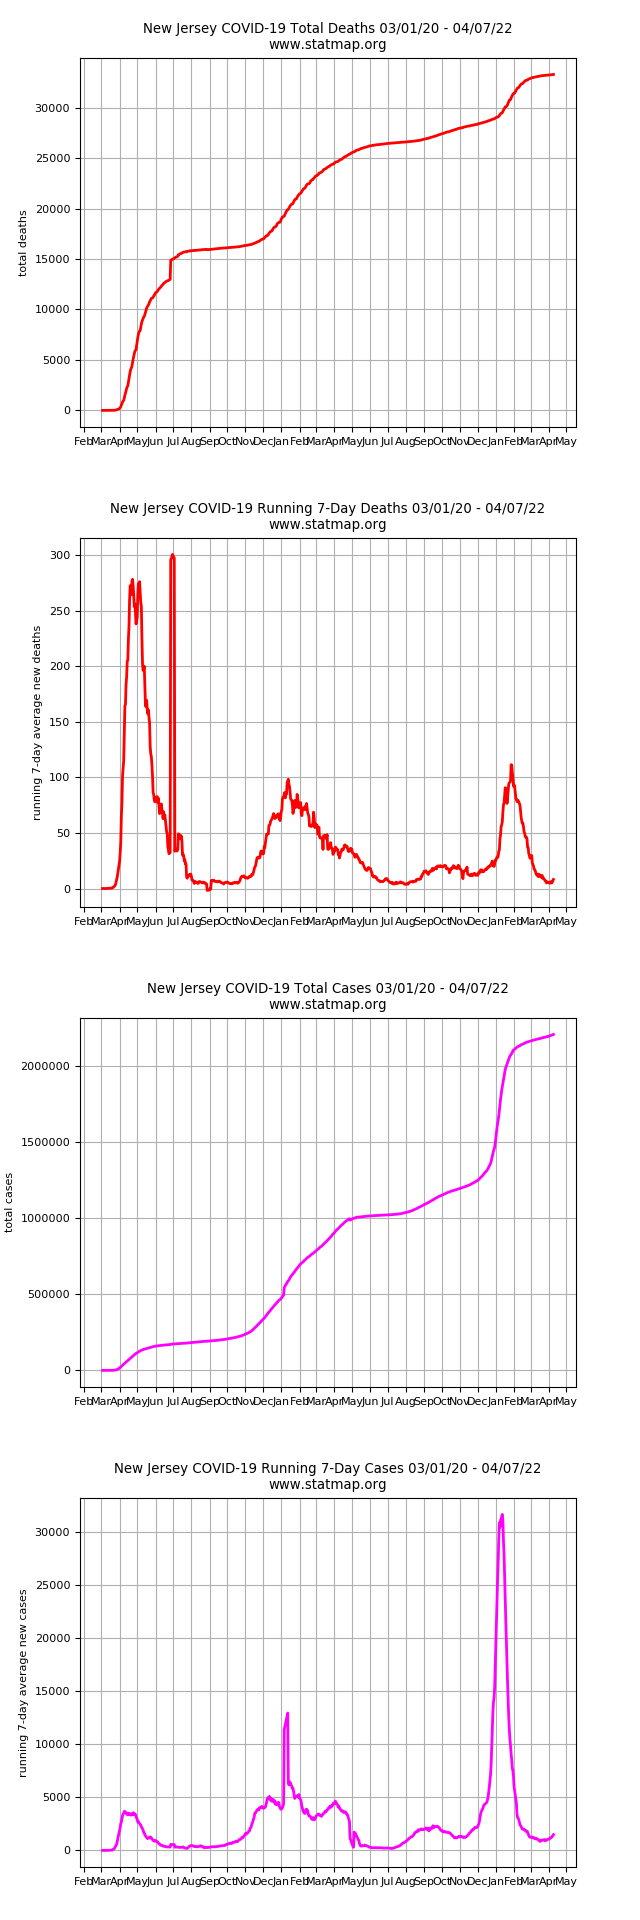 New Jersey COVID-19 Total Deaths 03/01/20 - 04/07/22
www.statmap.org
total deaths
30000
25000
20000
15000
10000
5000
0
Feb Mar Apr May Jun Jul Aug Sep Oct Nov Dec Jan Feb Mar Apr May Jun Jul Aug Sep Oct Nov Dec Jan Feb Mar Apr May
New Jersey COVID-19 Running 7-Day Deaths 03/01/20 - 04/07/22
www.statmap.org
running 7-day average new deaths
300
250
200
150
100
50
0
Feb Mar Apr May Jun Jul Aug Sep Oct Nov Dec Jan Feb Mar Apr May Jun Jul Aug Sep Oct Nov Dec Jan Feb Mar Apr May
New Jersey COVID-19 Total Cases 03/01/20 - 04/07/22
www.statmap.org
total cases
2000000
1500000
1000000
500000
0
Feb Mar Apr May Jun Jul Aug Sep Oct Nov Dec Jan Feb Mar Apr May Jun Jul Aug Sep Oct Nov Dec Jan Feb Mar Apr May
New Jersey COVID-19 Running 7-Day Cases 03/01/20 - 04/07/22
www.statmap.org
running 7-day average new cases
30000
25000
20000
15000
10000
5000
0
Feb Mar Apr May Jun Jul Aug Sep Oct Nov Dec Jan Feb Mar Apr May Jun Jul Aug Sep Oct Nov Dec Jan Feb Mar Apr May